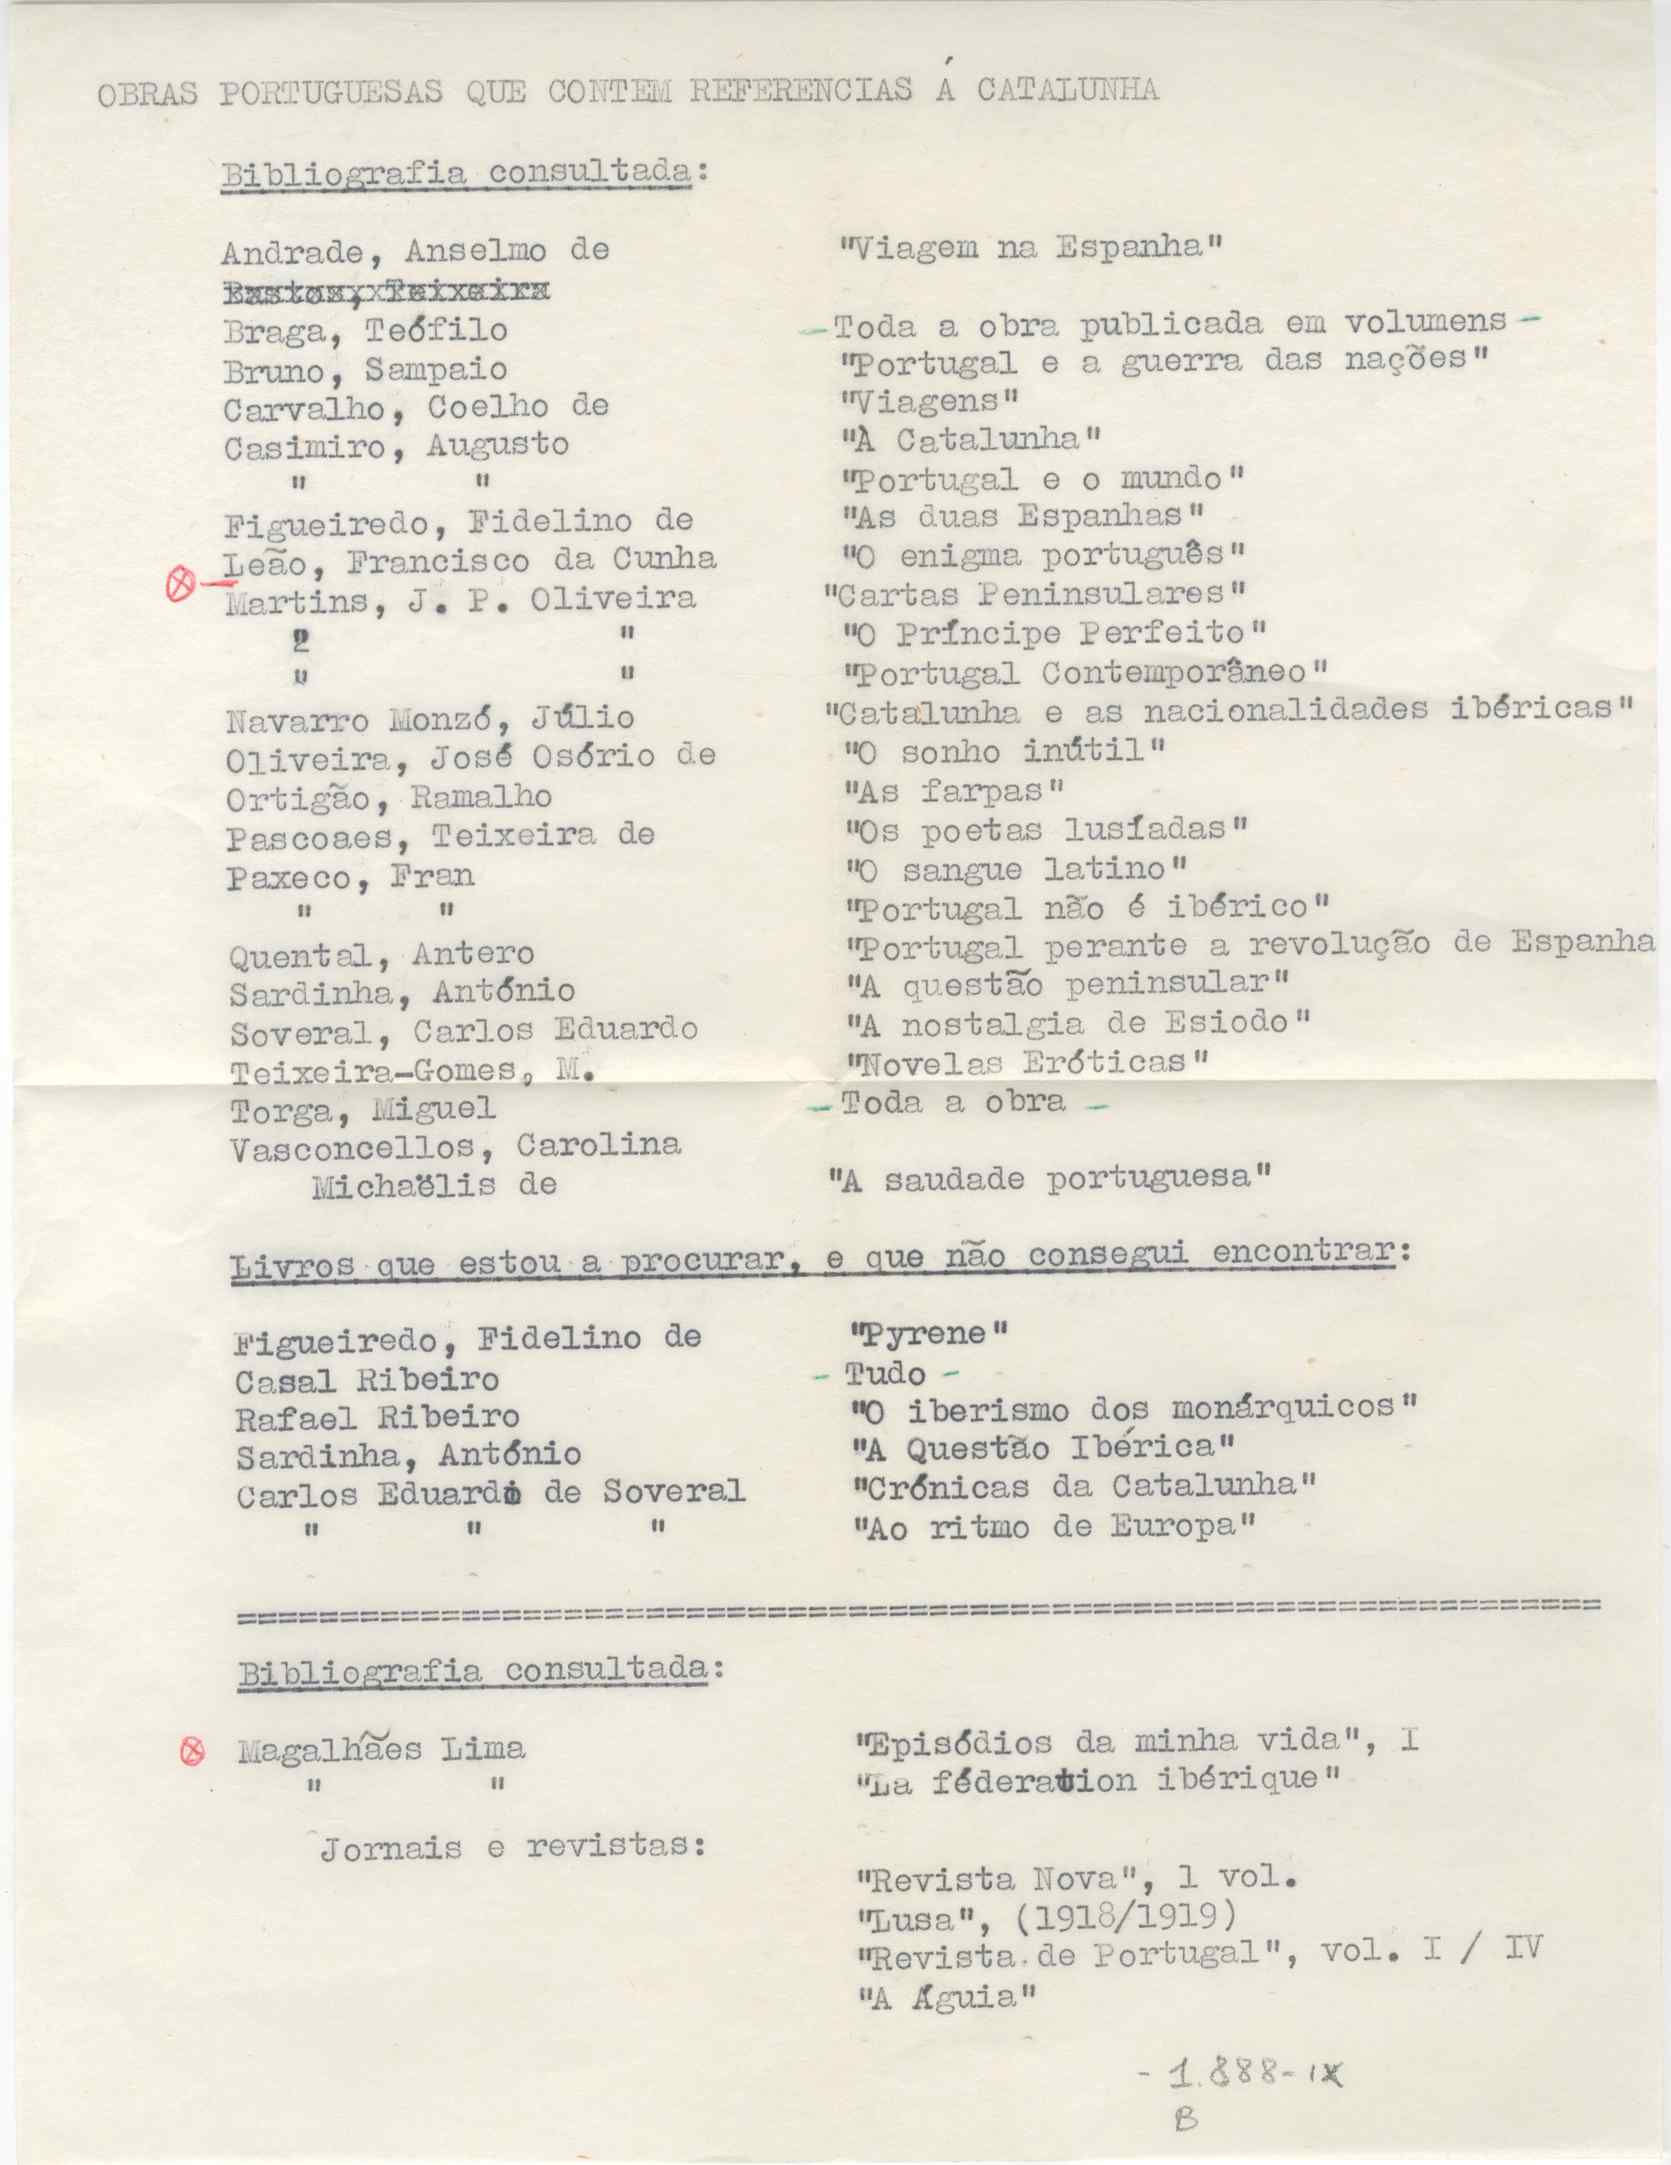 OBRAS PORTUGUESAS QUE CONTEM REFERENCIAS Á CATALUNHA
Bibliografia consultada:
Andrade, Anselmo de "Viagem na Espanha"
Bastos, Teixeira
Braga, Teófilo -Toda a obra publicada em volumens-
Bruno, Sampaio "Portugal e a guerra das nações"
Carvalho, Coelho de "Viagens"
Casimiro, Augusto "À Catalunha"
" " "Portugal e o mundo"
Figueiredo, Fidelino de "As duas Espanhas"
Leão, Francisco da Cunha "O enigma português"
Martins, J. P. Oliveira "Cartas Peninsulares"
" " "O Príncipe Perfeito"
" " "Portugal Contemporâneo"
Navarro Monzó, Júlio "Catalunha e as nacionalidades ibéricas"
Oliveira, José Osório de "O sonho inútil"
Ortigão, Ramalho "As farpas"
Pascoaes, Teixeira de "Os poetas lusíadas"
Paxeco, Fran "O sangue latino"
" " "Portugal não é ibérico"
Quental, Antero "Portugal perante a revolução de Espanha
Sardinha, António "A questão peninsular"
Soveral, Carlos Eduardo "A nostalgia de Esiodo"
Teixeira-Gomes, M. "Novelas Eróticas"
Torga, Miguel -Toda a obra -
Vasconcellos, Carolina
Michaëlis de "A saudade portuguesa"
Livros que estou a procurar, e que não consegui encontrar:
Figueiredo, Fidelino de "Pyrene"
Casal Ribeiro - Tudo -
Rafael Ribeiro "O iberismo dos monárquicos"
Sardinha, António "A Questão Ibérica"
Carlos Eduardo de Soveral "Crónicas da Catalunha"
" " " "Ao ritmo de Europa"
===================================================================
Bibliografia consultada:
Magalhães Lima "Episódios da minha vida", I
" " "La féderation ibérique"
Jornais e revistas:
"Revista Nova", 1 vol.
"Lusa", (1918/1919)
"Revista de Portugal", vol. I / IV
"A Águia"
- 1.888-IX
B